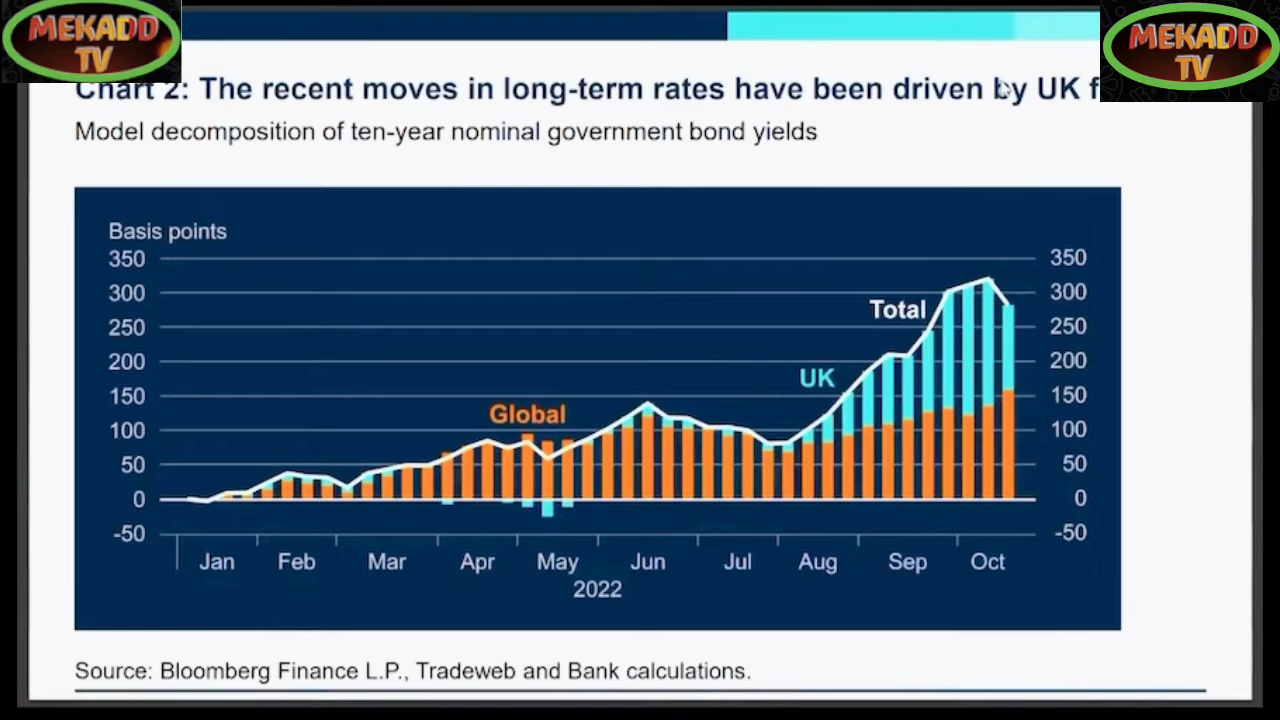 MEKADD
TV
MEKADD
TV
Chart 2: The recent moves in long-term rates have been driven by UK
Model decomposition of ten-year nominal government bond yields
Basis points
350 350
300 300
250 250
200 200
150 150
100 100
50 50
0 0
-50 -50
Total
UK
Global
Jan Feb Mar Apr May Jun Jul Aug Sep Oct
2022
Source: Bloomberg Finance L.P., Tradeweb and Bank calculations.